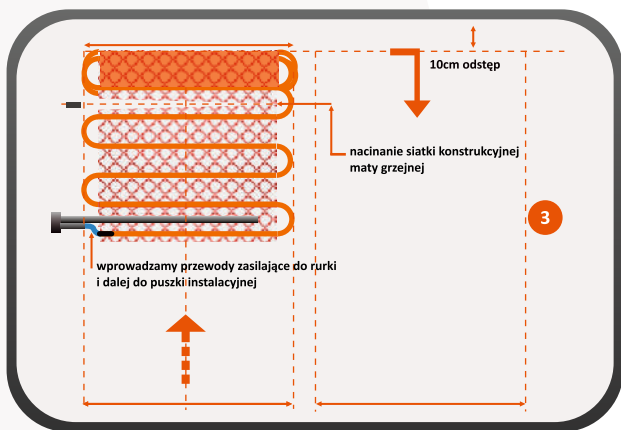 10cm odstęp
nacinanie siatki konstrukcyjnej
maty grzejnej
3
wprowadzamy przewody zasilające do rurki
i dalej do puszki instalacyjnej